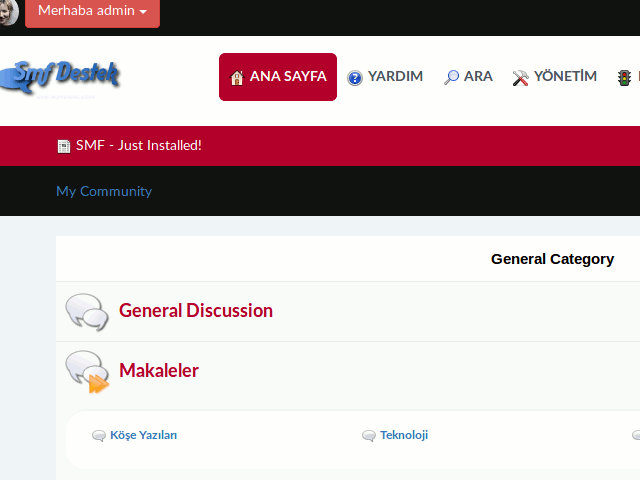 Merhaba admin
Smf Destek
ANA SAYFA
YARDIM
ARA
YÖNETİM
SMF - Just Installed!
My Community
General Category
General Discussion
Makaleler
Köşe Yazıları
Teknoloji